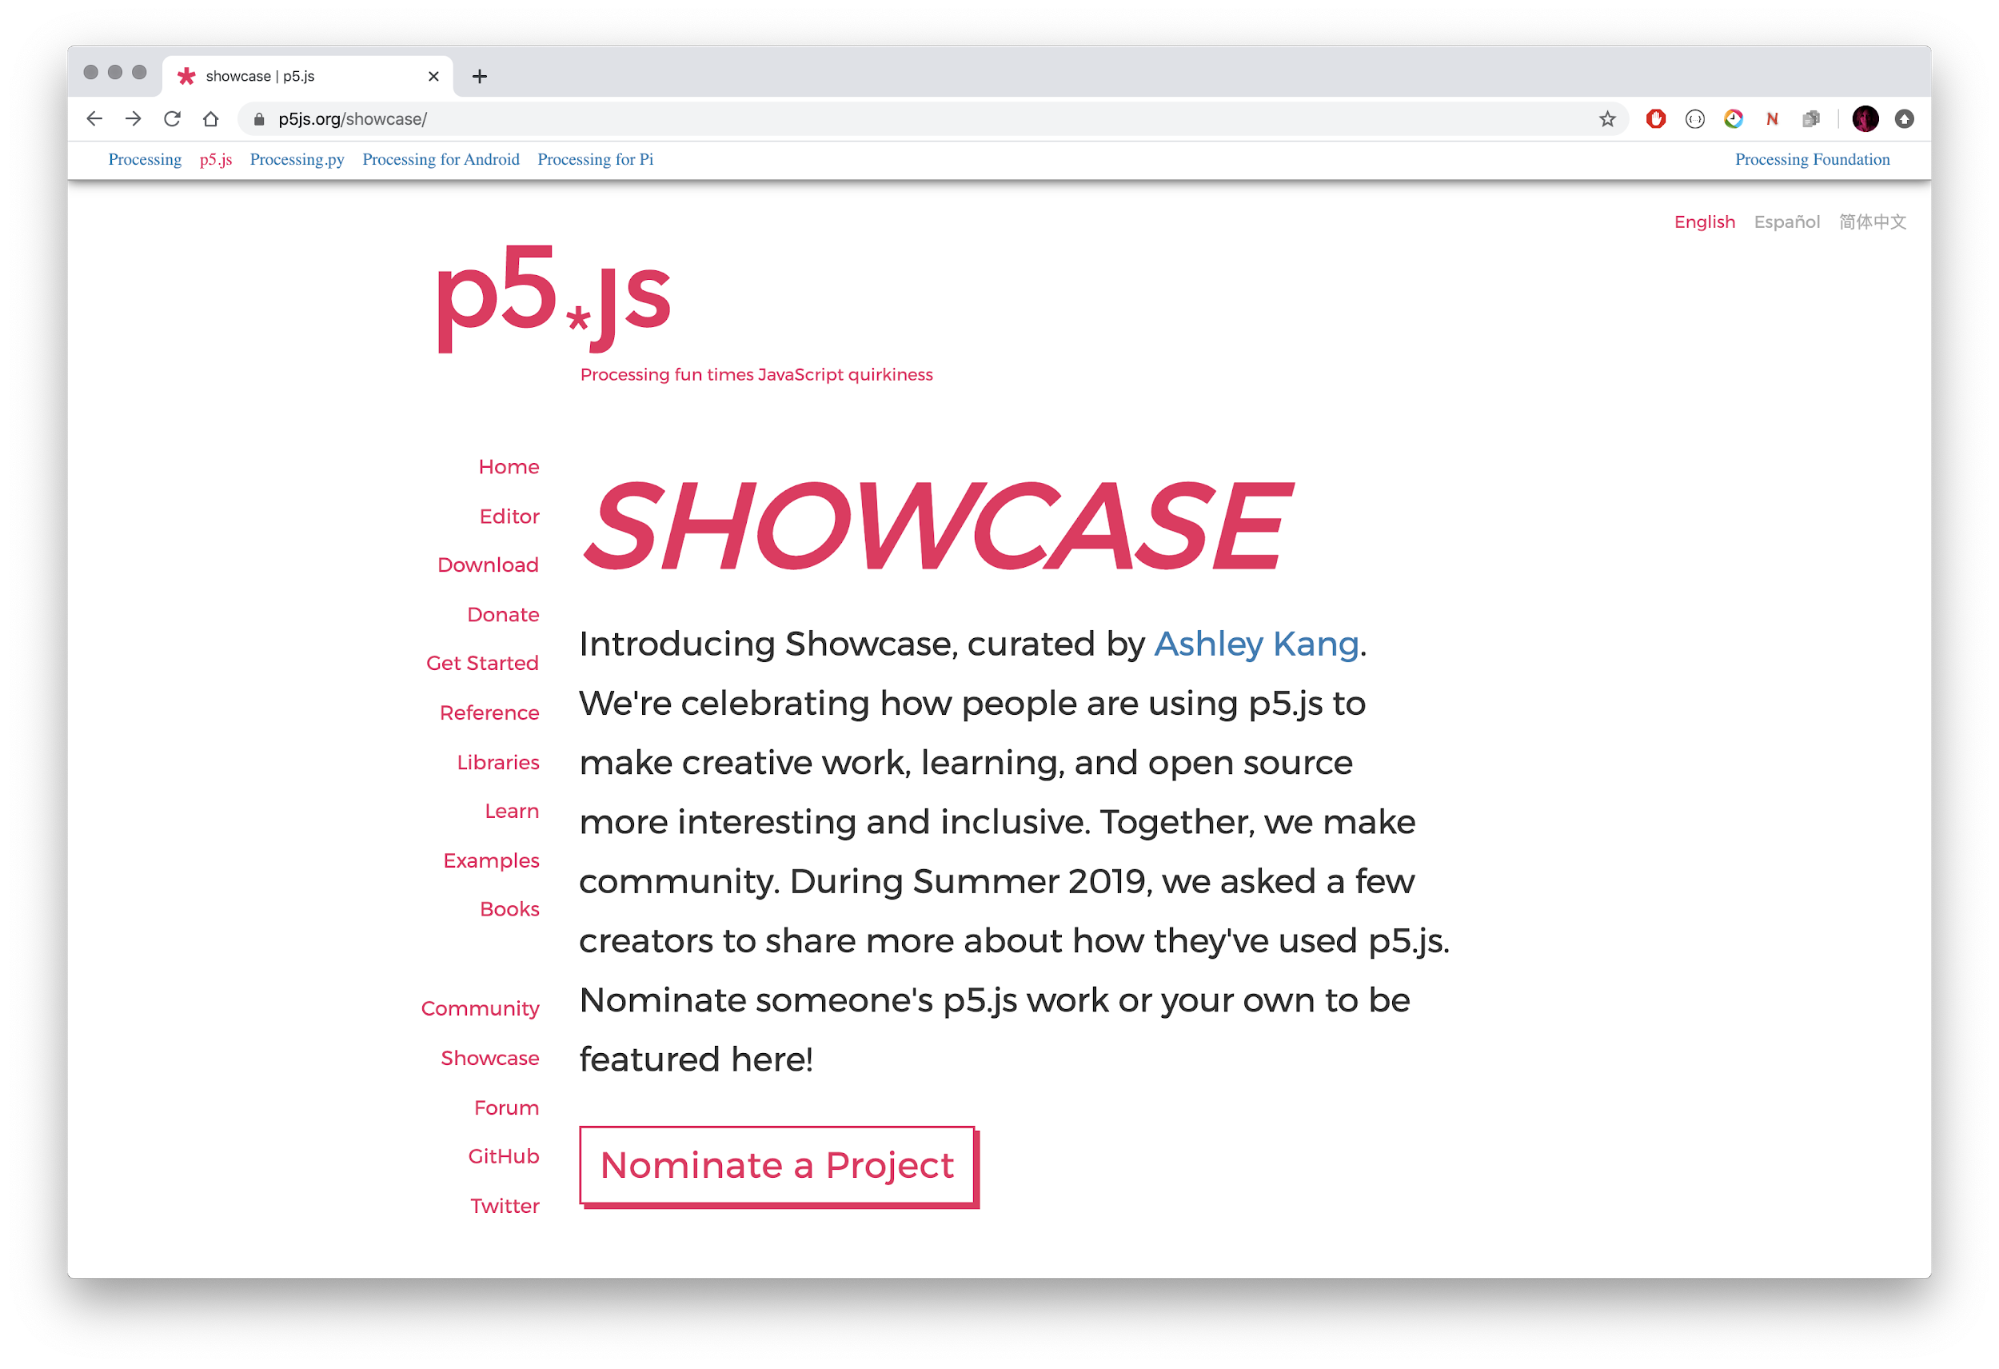 showcase | p5.js
p5js.org/showcase/
N
Processing p5.js Processing.py Processing for Android Processing for Pi Processing Foundation
English Español 简体中文
p5*js
Processing fun times JavaScript quirkiness
Home
Editor
Download
Donate
Get Started
Reference
Libraries
Learn
Examples
Books
Community
Showcase
Forum
GitHub
Twitter
SHOWCASE
Introducing Showcase, curated by Ashley Kang.
We're celebrating how people are using p5.js to
make creative work, learning, and open source
more interesting and inclusive. Together, we make
community. During Summer 2019, we asked a few
creators to share more about how they've used p5.js.
Nominate someone's p5.js work or your own to be
featured here!
Nominate a Project